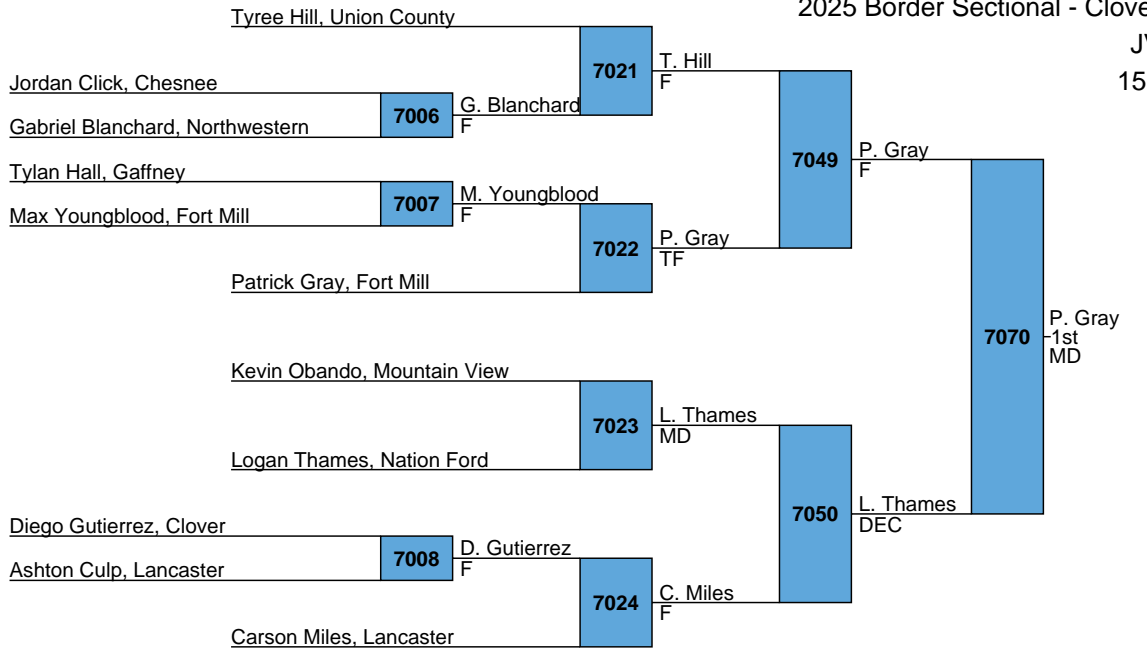 2025 Border Sectional - Clove
JV
15
Tyree Hill, Union County
7021
T. Hill
F
Jordan Click, Chesnee
7006
G. Blanchard
F
Gabriel Blanchard, Northwestern
7049
P. Gray
F
Tylan Hall, Gaffney
7007
M. Youngblood
F
Max Youngblood, Fort Mill
7022
P. Gray
TF
Patrick Gray, Fort Mill
7070
P. Gray
1st
MD
Kevin Obando, Mountain View
7023
L. Thames
MD
Logan Thames, Nation Ford
7050
L. Thames
DEC
Diego Gutierrez, Clover
7008
D. Gutierrez
F
Ashton Culp, Lancaster
7024
C. Miles
F
Carson Miles, Lancaster